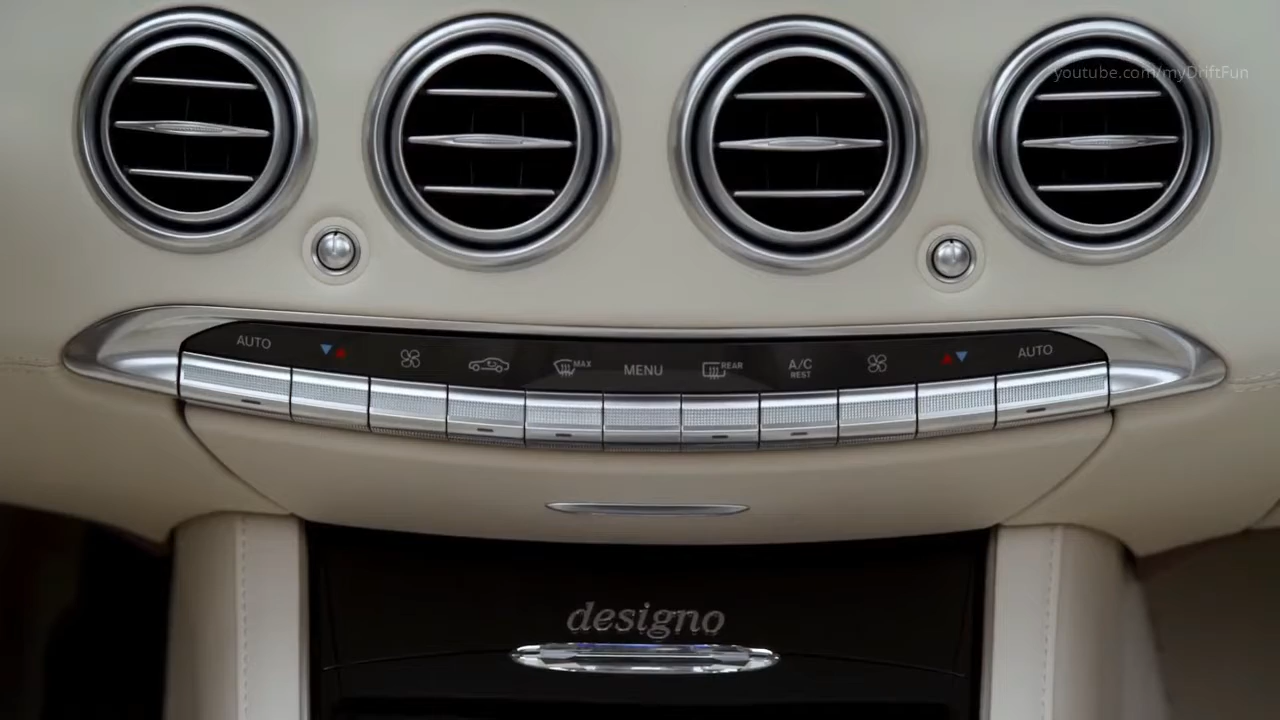 youtube.com/myDriftFun
AUTO
MAX
MENU
REAR
A/C
REST
AUTO
designo